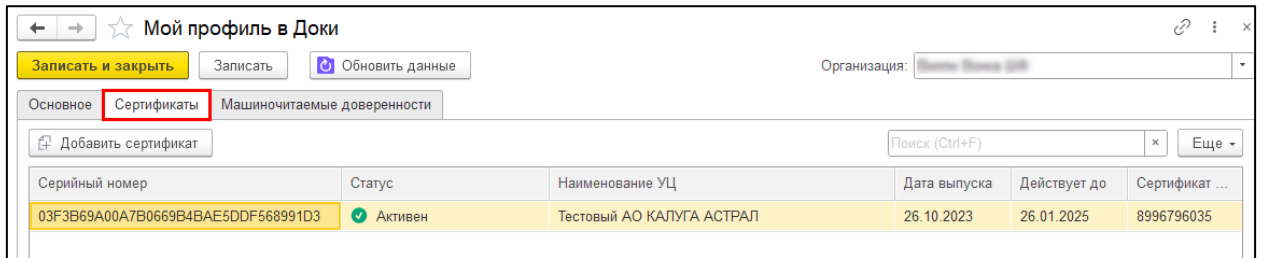 Мой профиль в Доки
Записать и закрыть Записать Обновить данные Организация:
Основное Сертификаты Машиночитаемые доверенности
Добавить сертификат Поиск (Ctrl+F) × Еще
Серийный номер Статус Наименование УЦ Дата выпуска Действует до Сертификат ...
03F3B69A00A7B0669B4BAE5DDF568991D3 Активен Тестовый АО КАЛУГА АСТРАЛ 26.10.2023 26.01.2025 8996796035